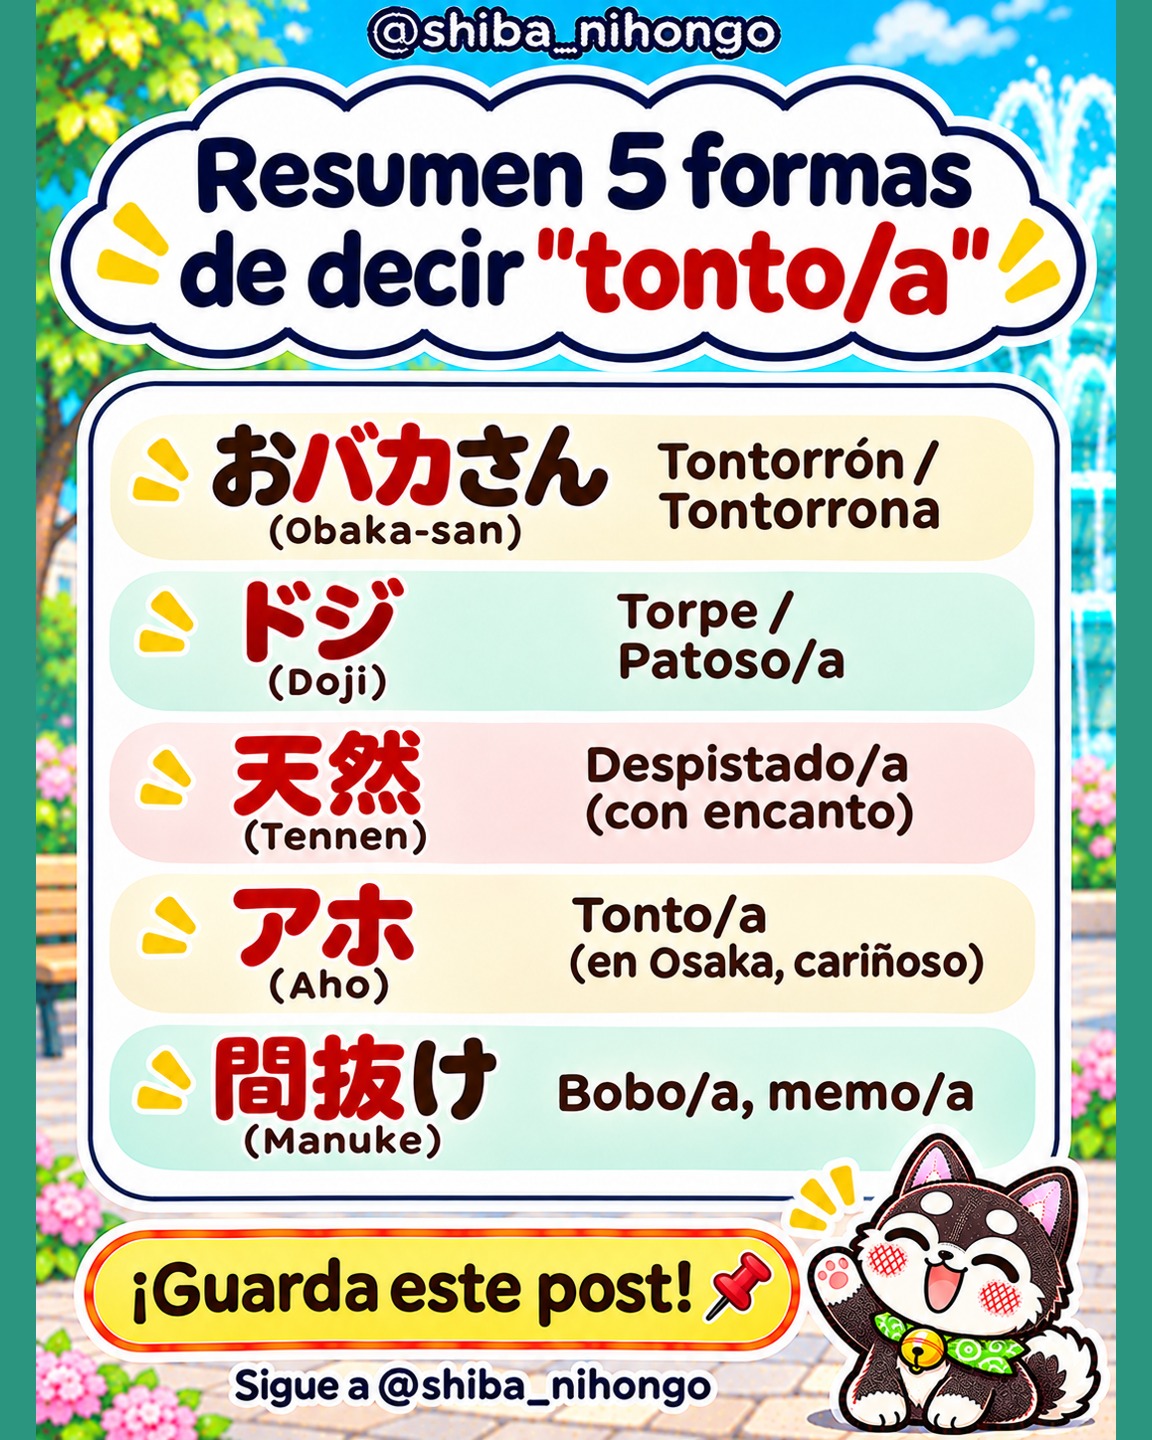 @shiba_nihongo
Resumen 5 formas
de decir "tonto/a"
おバカさん
(Obaka-san)
Tontorrón /
Tontorrona
ドジ
(Doji)
Torpe /
Patoso/a
天然
(Tennen)
Despistado/a
(con encanto)
アホ
(Aho)
Tonto/a
(en Osaka, cariñoso)
間抜け
(Manuke)
Bobo/a, memo/a
¡Guarda este post!
Sigue a @shiba_nihongo